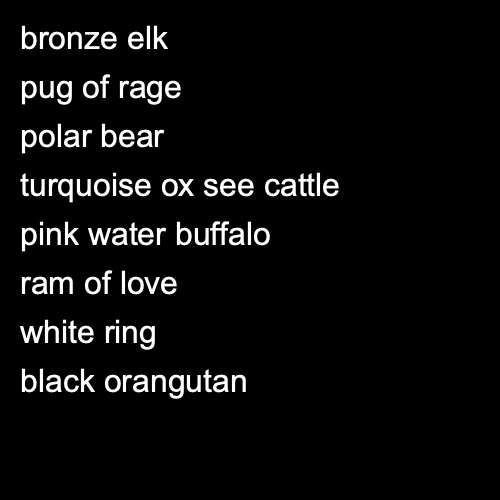 bronze elk
pug of rage
polar bear
turquoise ox see cattle
pink water buffalo
ram of love
white ring
black orangutan